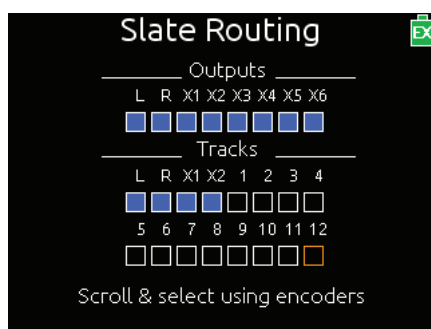 Slate Routing
EX
Outputs
L R X1 X2 X3 X4 X5 X6
Tracks
L R X1 X2 1 2 3 4
5 6 7 8 9 10 11 12
Scroll & select using encoders